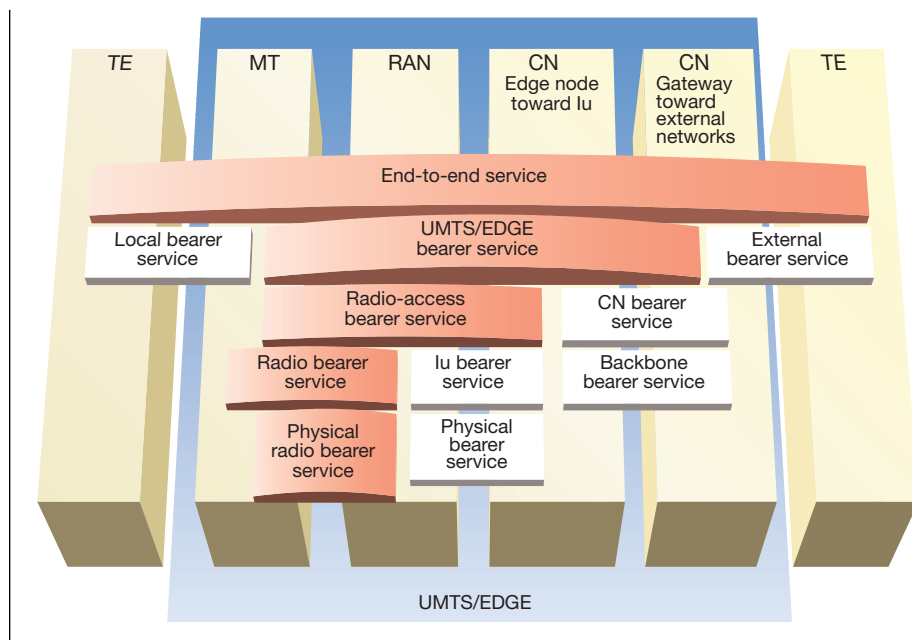 TE
MT
RAN
CN
Edge node
toward Iu
CN
Gateway
toward
external
networks
TE
End-to-end service
Local bearer
service
UMTS/EDGE
bearer service
External
bearer service
Radio-access
bearer service
CN bearer
service
Radio bearer
service
Iu bearer
service
Backbone
bearer service
Physical
radio bearer
service
Physical
bearer
service
UMTS/EDGE